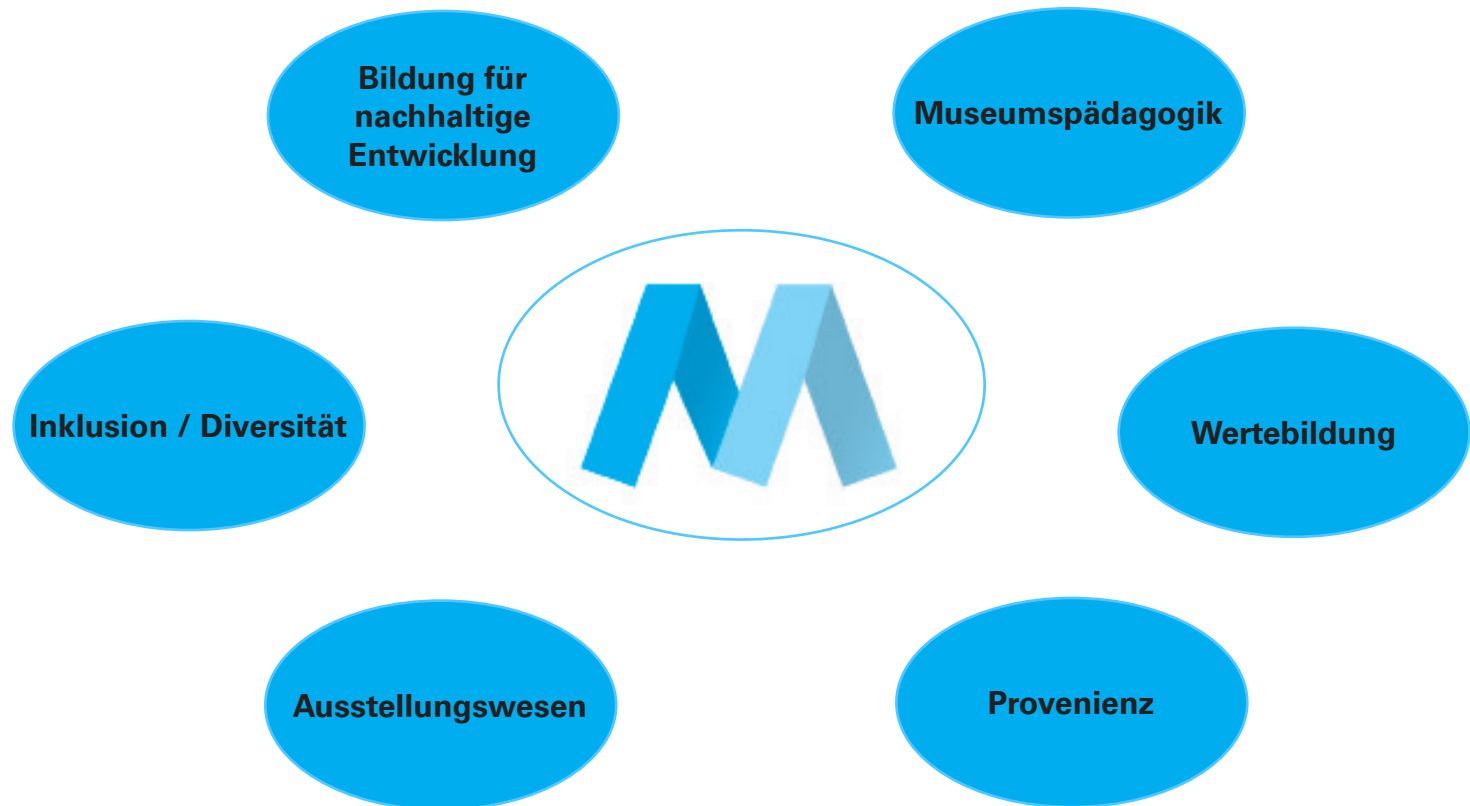 Bildung für
nachhaltige
Entwicklung
Museumspädagogik
Inklusion / Diversität
Wertebildung
Ausstellungswesen
Provenienz